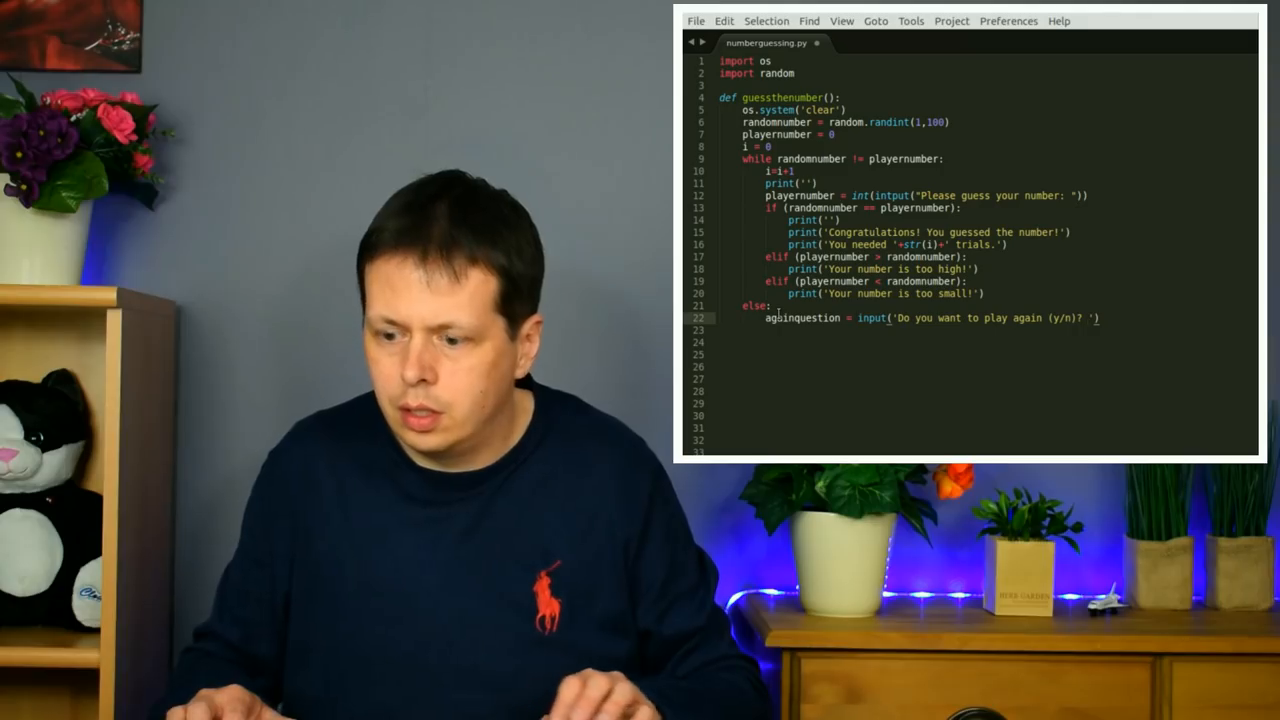 File Edit Selection Find View Goto Tools Project Preferences Help
numberguessing.py
1 import os
2 import random
3
4 def guessthenumber():
5 os.system('clear')
6 randomnumber = random.randint(1,100)
7 playernumber = 0
8 i = 0
9 while randomnumber != playernumber:
10 i=i+1
11 print('')
12 playernumber = int(intput("Please guess your number: "))
13 if (randomnumber == playernumber):
14 print('')
15 print('Congratulations! You guessed the number!')
16 print('You needed '+str(i)+' trials.')
17 elif (playernumber > randomnumber):
18 print('Your number is too high!')
19 elif (playernumber < randomnumber):
20 print('Your number is too small!')
21 else:
22 againquestion = input('Do you want to play again (y/n)? ')
23
24
25
26
27
28
29
30
31
32
33
HERB GARDEN